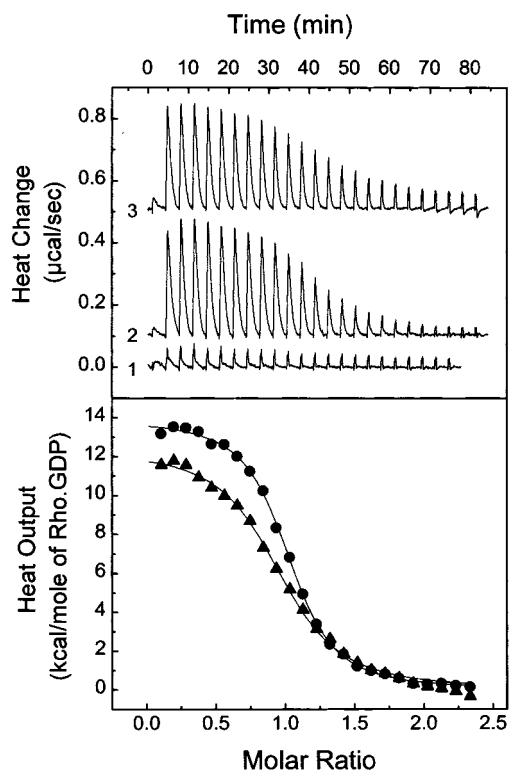 Time (min)
0 10 20 30 40 50 60 70 80
Heat Change
(µcal/sec)
0.8
0.6
0.4
0.2
0.0
3
2
1
Heat Output
(kcal/mole of Rho.GDP)
14
12
10
8
6
4
2
0
0.0 0.5 1.0 1.5 2.0 2.5
Molar Ratio